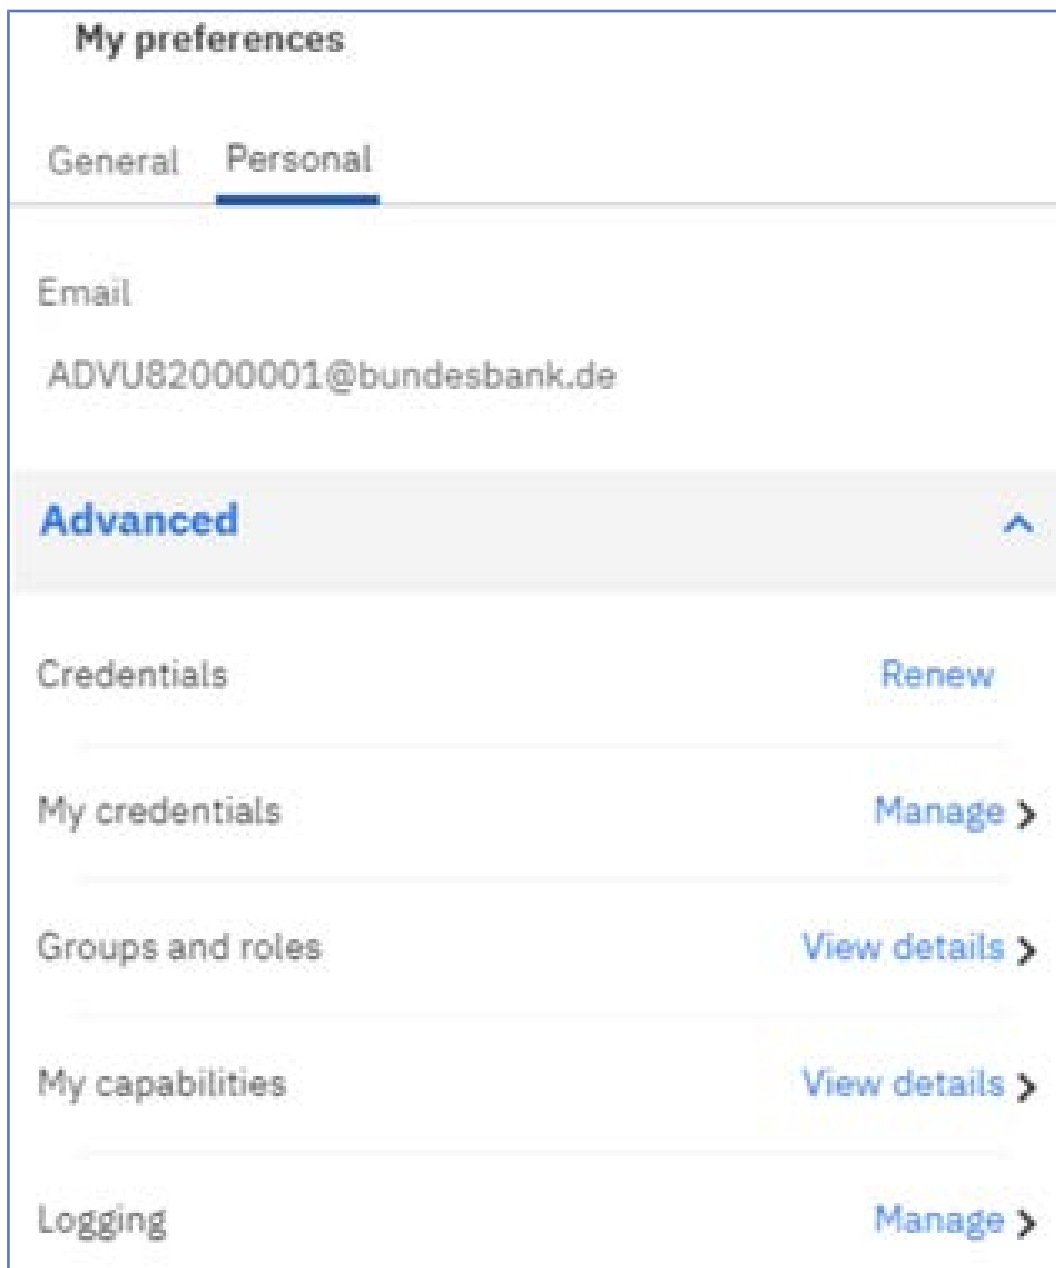 My preferences
General Personal
Email
ADVU82000001@bundesbank.de
Advanced
Credentials Renew
My credentials Manage
Groups and roles View details
My capabilities View details
Logging Manage